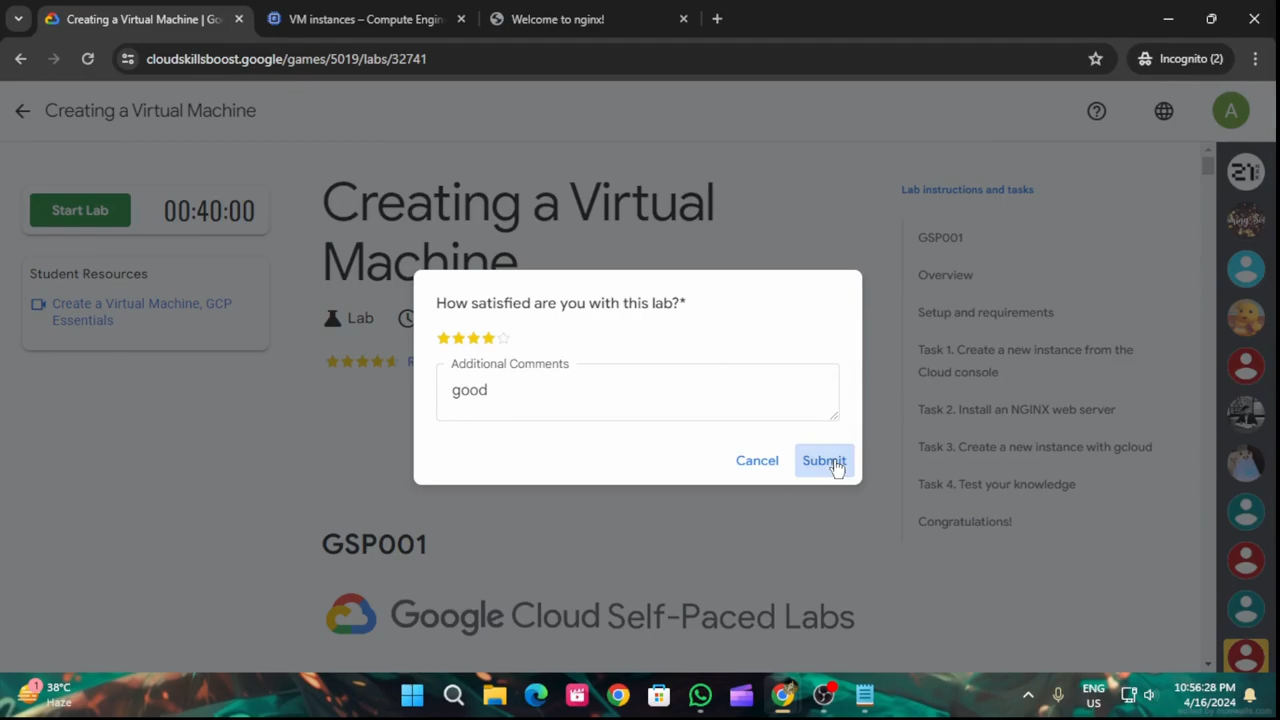 Creating a Virtual Machine | Go
VM instances – Compute Engin
Welcome to nginx!
cloudskillsboost.google/games/5019/labs/32741
Incognito (2)
Creating a Virtual Machine
A
Start Lab
00:40:00
Student Resources
Create a Virtual Machine, GCP
Essentials
Creating a Virtual
Machine
Lab
GSP001
Google Cloud Self-Paced Labs
How satisfied are you with this lab?*
Additional Comments
good
Cancel
Submit
Lab instructions and tasks
GSP001
Overview
Setup and requirements
Task 1. Create a new instance from the
Cloud console
Task 2. Install an NGINX web server
Task 3. Create a new instance with gcloud
Task 4. Test your knowledge
Congratulations!
21
1
38°C
Haze
ENG
US
10:56:28 PM
4/16/2024